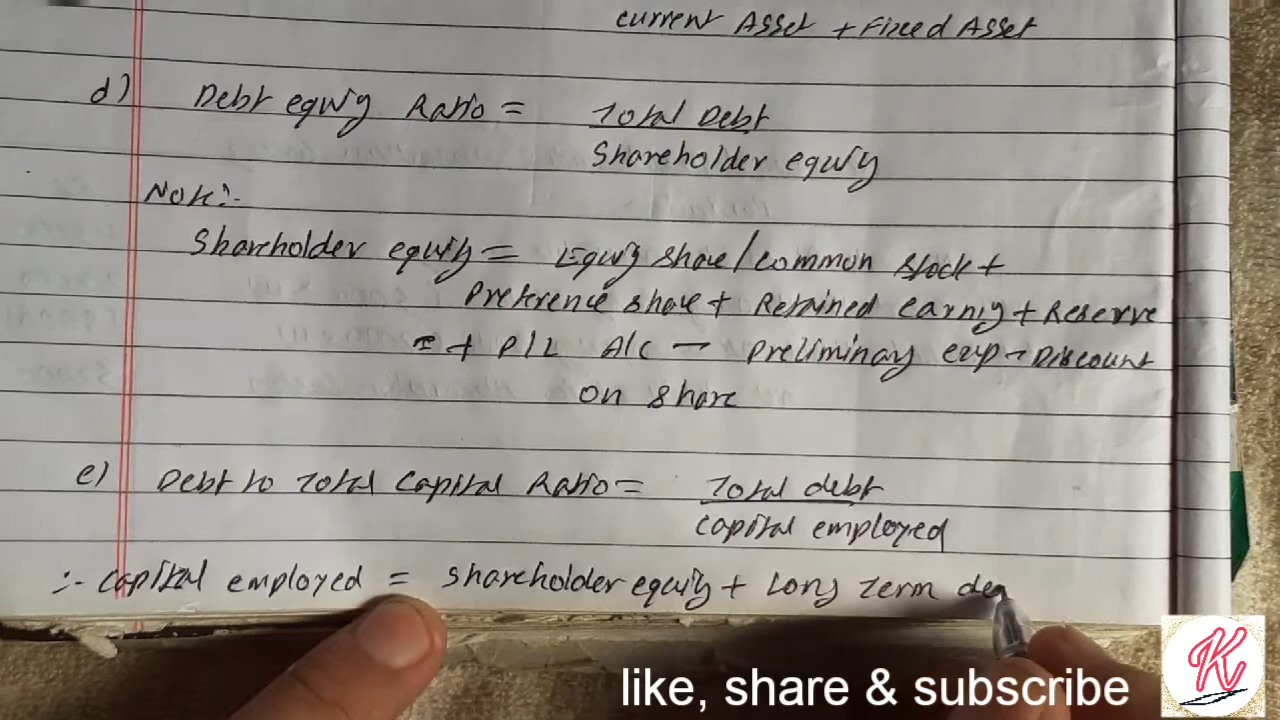 current Asset + Fixed Asset
d) Debt equity Ratio = Total Debt
Shareholder equity
Note:-
Shareholder equity = Equity share/common stock +
Preference share + Retained earnig + Reserve
+ P/L A/C - Preliminary exp - Discount
on share
e) Debt to Total Capital Ratio = Total debt
capital employed
:- Capital employed = Shareholder equity + Long Term de
like, share & subscribe
K